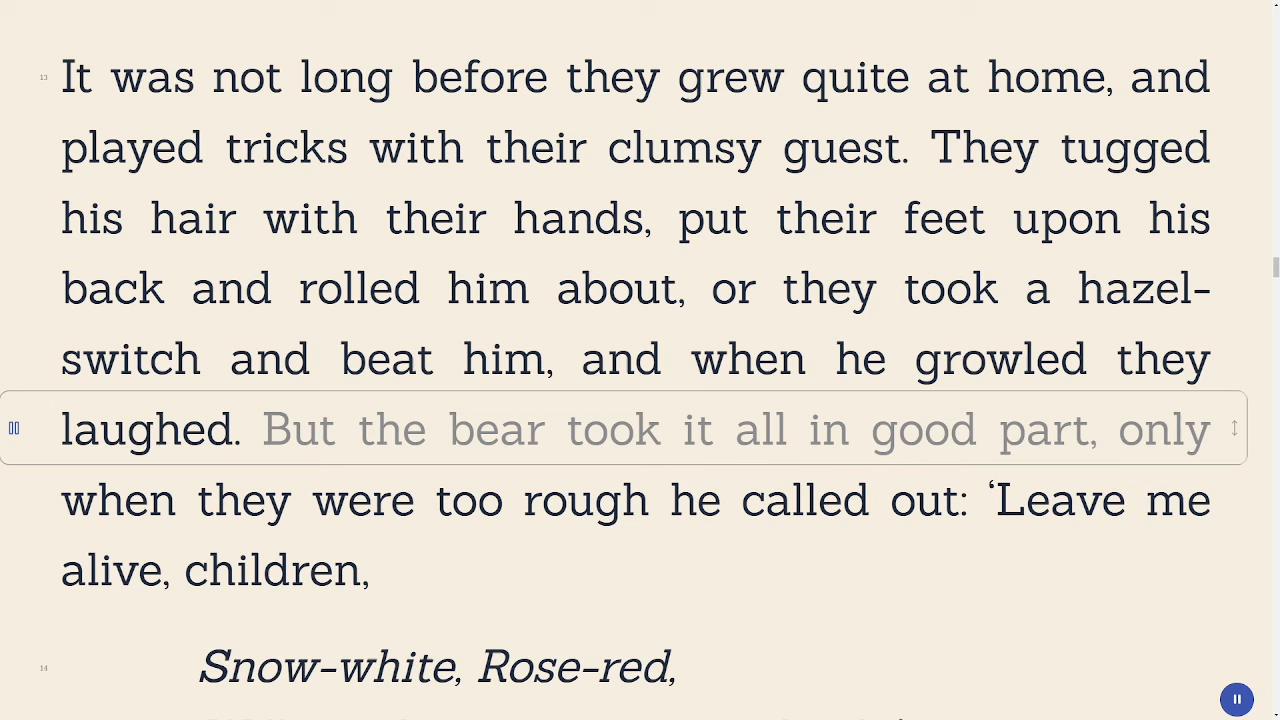 13 It was not long before they grew quite at home, and
played tricks with their clumsy guest. They tugged
his hair with their hands, put their feet upon his
back and rolled him about, or they took a hazel-
switch and beat him, and when he growled they
laughed. But the bear took it all in good part, only
when they were too rough he called out: ‘Leave me
alive, children,
14 Snow-white, Rose-red,